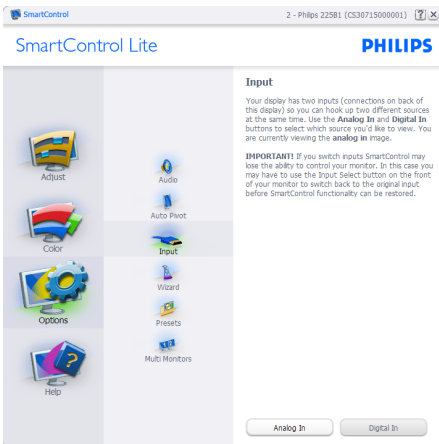 SmartControl
2 - Philips 225B1 (CS30715000001)
?
SmartControl Lite
PHILIPS
Adjust
Color
Options
Help
Audio
Auto Pivot
Input
Wizard
Presets
Multi Monitors
Input
Your display has two inputs (connections on back of
this display) so you can hook up two different sources
at the same time. Use the Analog In and Digital In
buttons to select which source you'd like to view. You
are currently viewing the analog in image.
IMPORTANT! If you switch inputs SmartControl may
lose the ability to control your monitor. In this case you
may have to use the Input Select button on the front
of your monitor to switch back to the original input
before SmartControl functionality can be restored.
Analog In
Digital In